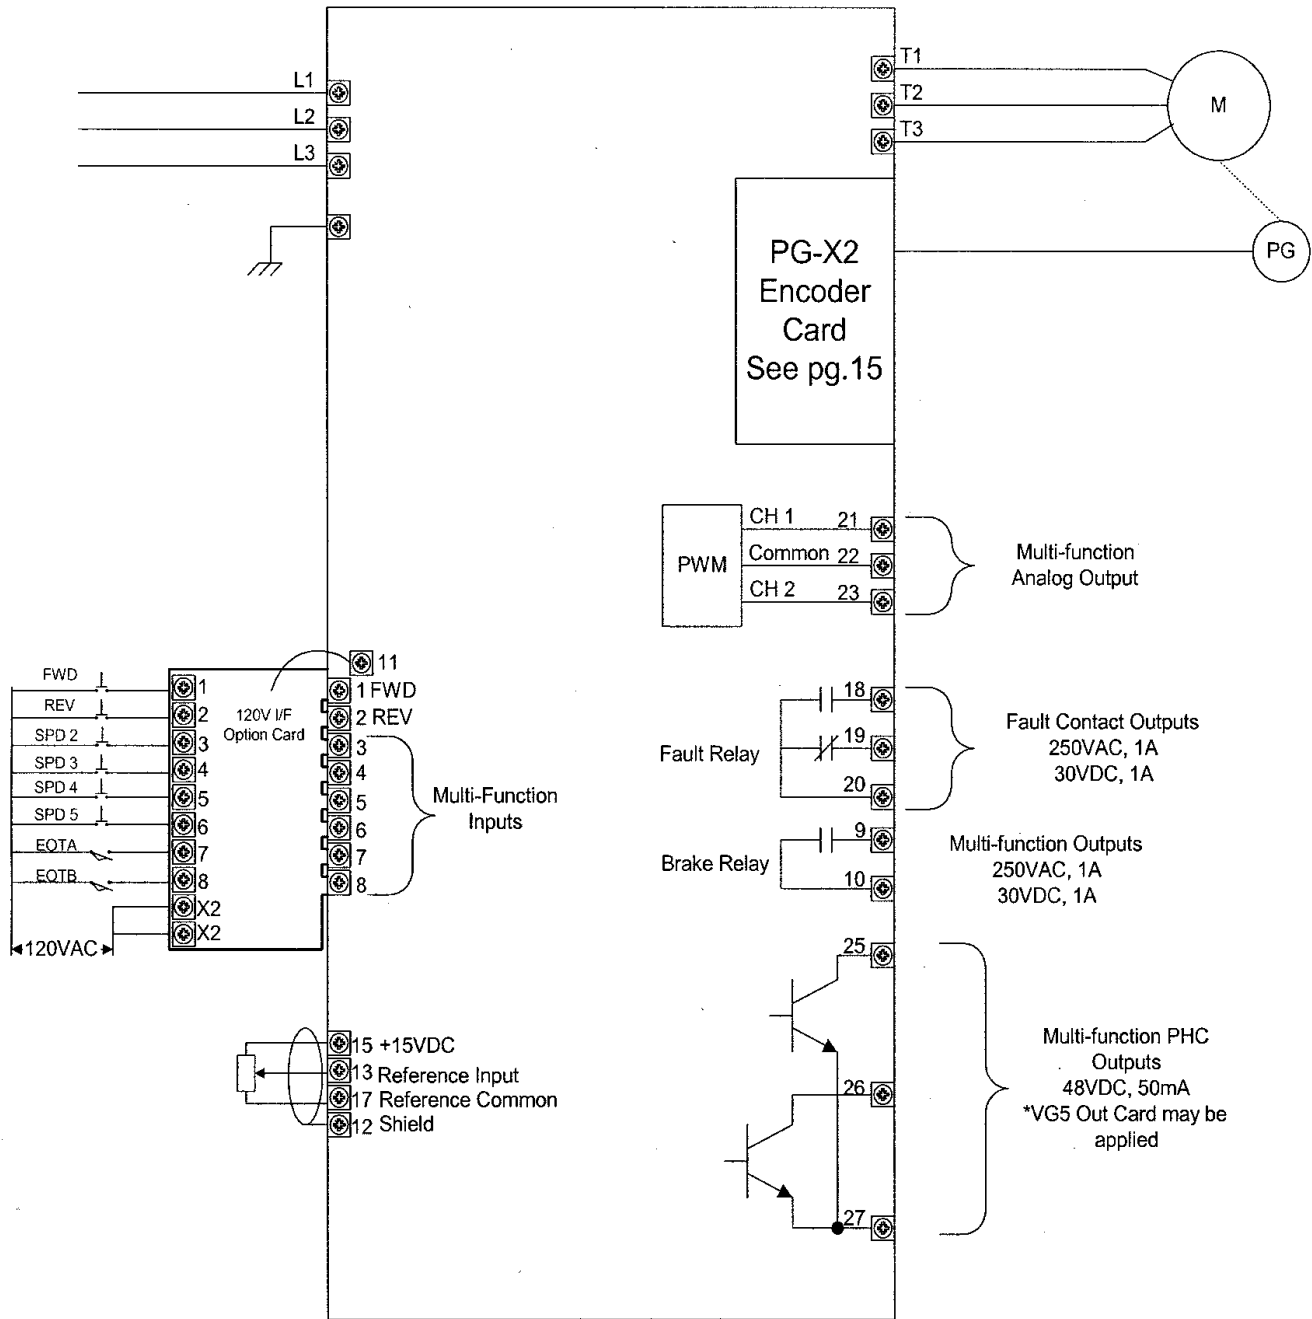 L1
L2
L3
T1
T2
T3
M
PG
PG-X2
Encoder
Card
See pg.15
PWM
CH 1
21
Common
22
CH 2
23
Multi-function
Analog Output
FWD
REV
SPD 2
SPD 3
SPD 4
SPD 5
EOTA
EOTB
120VAC
1
2
3
4
5
6
7
8
X2
X2
120V I/F
Option Card
11
1 FWD
2 REV
3
4
5
6
7
8
Multi-Function
Inputs
Fault Relay
18
19
20
Fault Contact Outputs
250VAC, 1A
30VDC, 1A
Brake Relay
9
10
Multi-function Outputs
250VAC, 1A
30VDC, 1A
15 +15VDC
13 Reference Input
17 Reference Common
12 Shield
25
26
27
Multi-function PHC
Outputs
48VDC, 50mA
*VG5 Out Card may be
applied